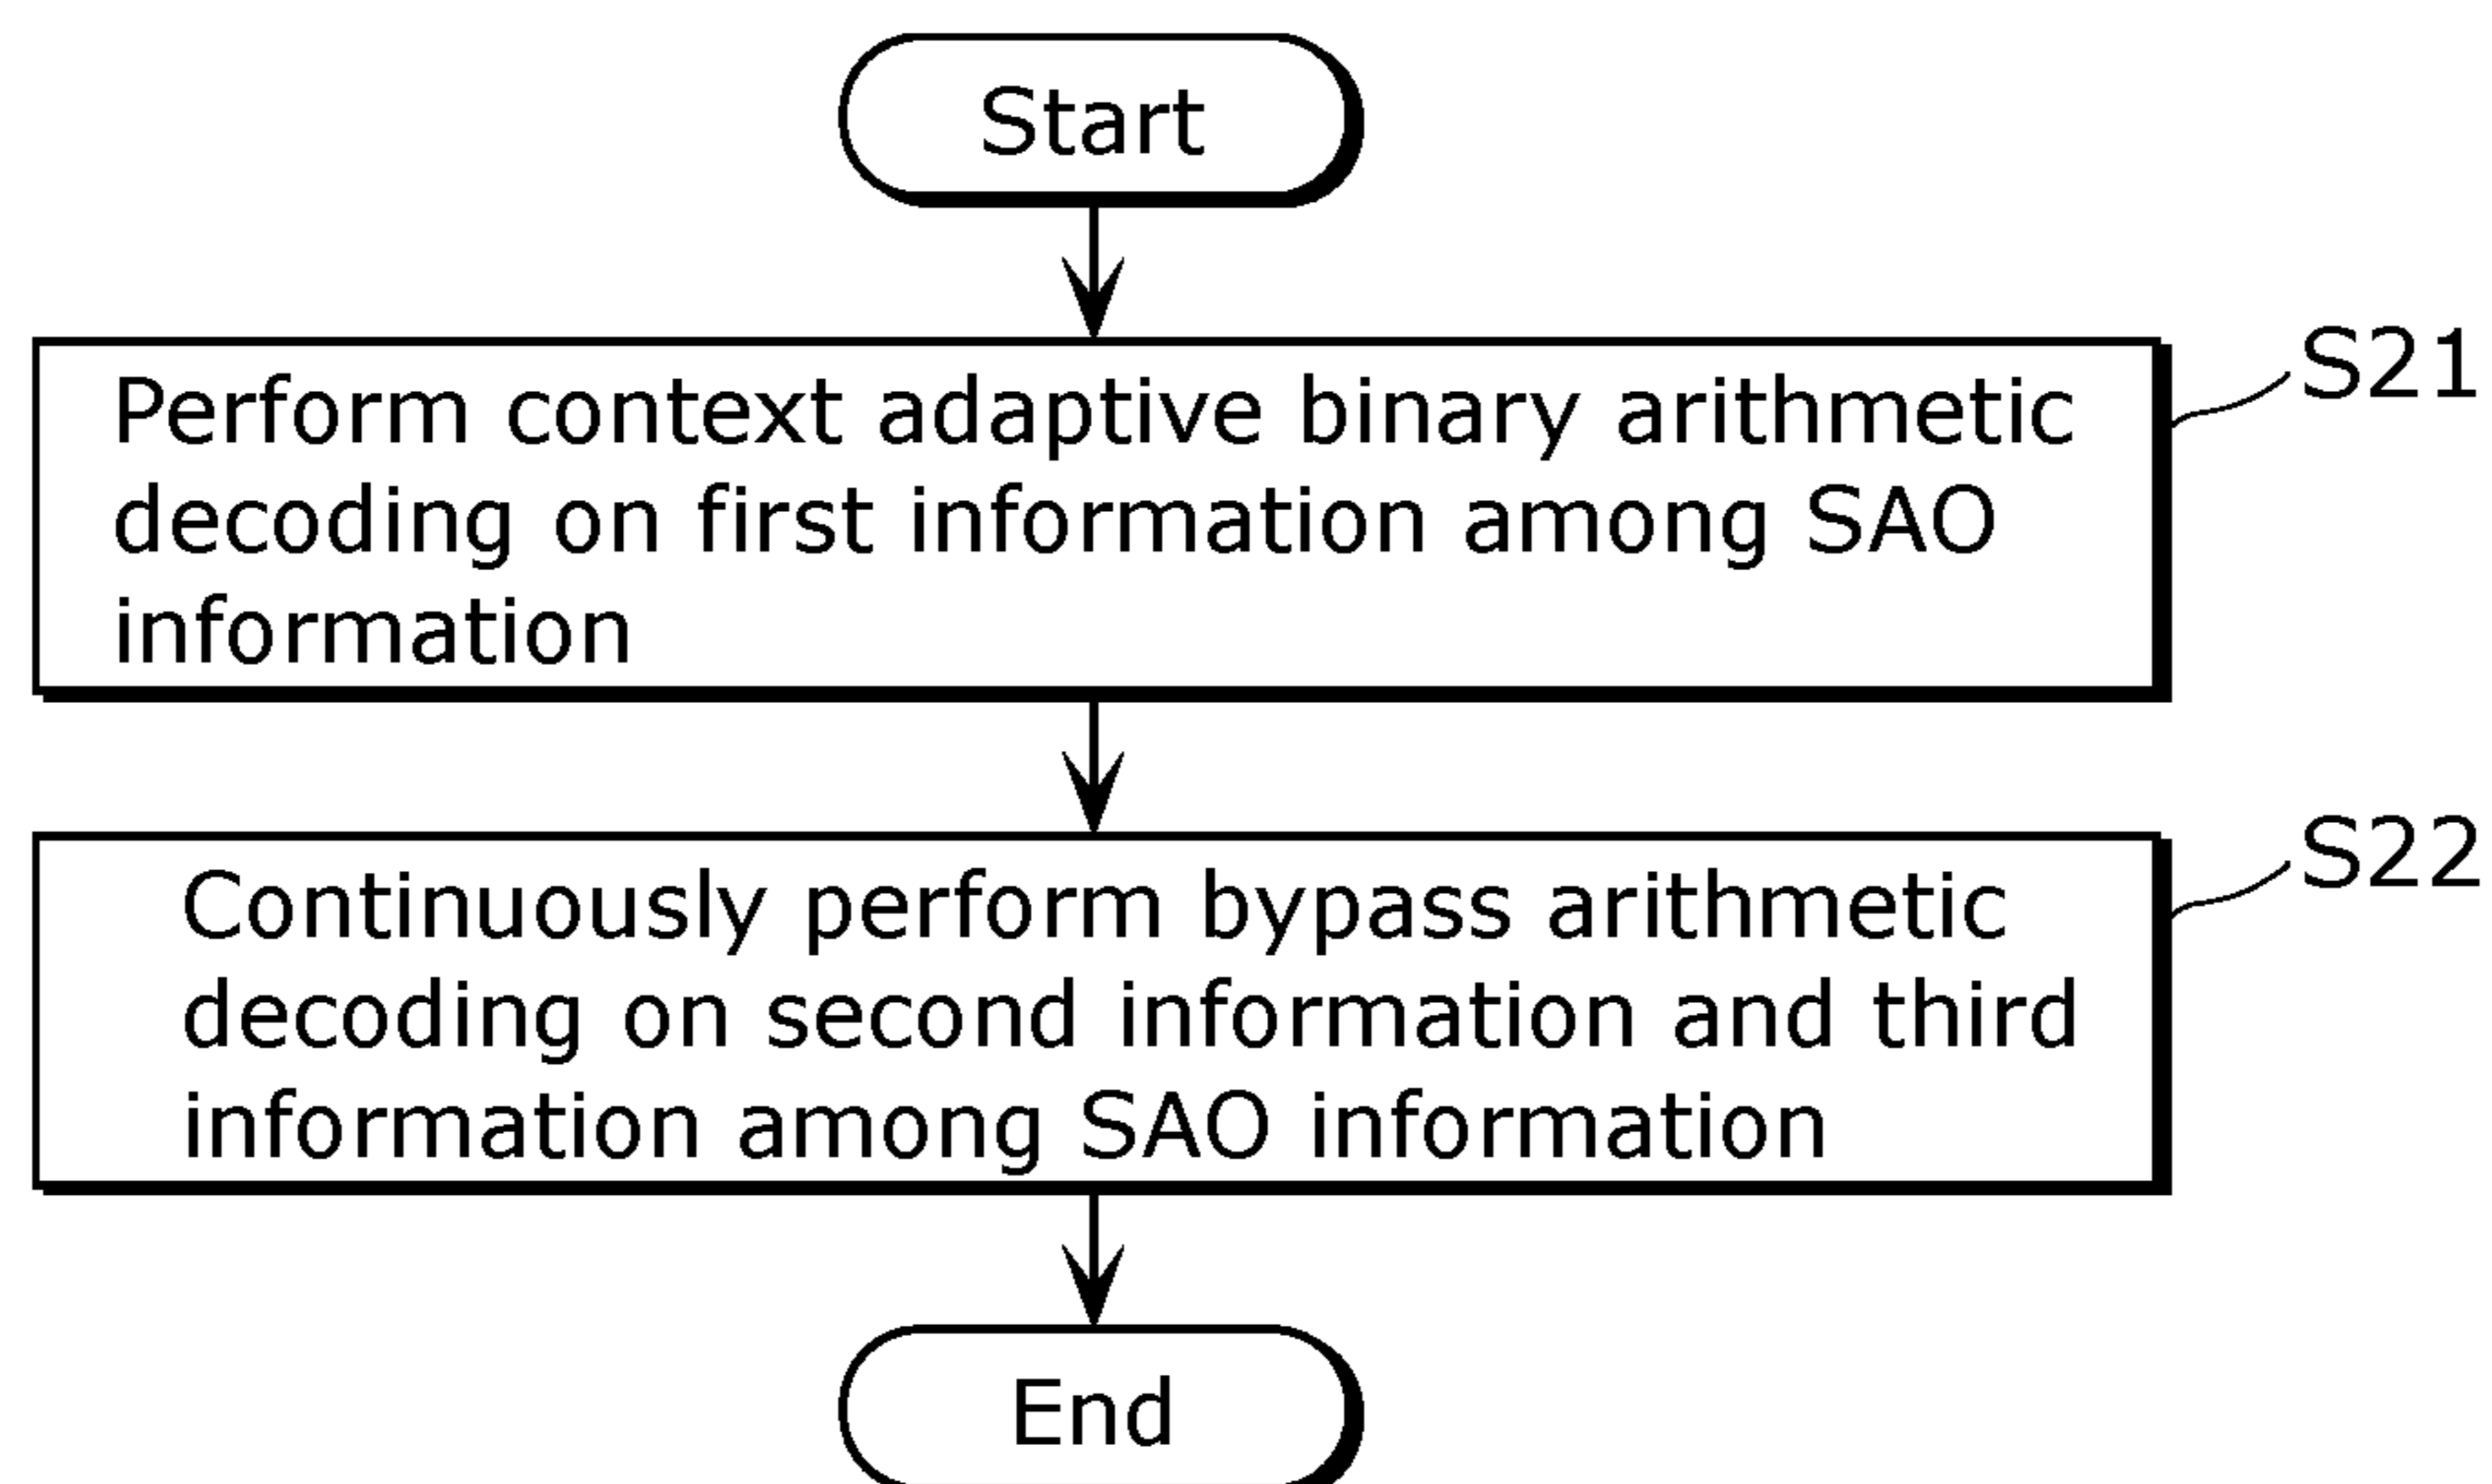 Start
S21
Perform context adaptive binary arithmetic
decoding on first information among SAO
information
S22
Continuously perform bypass arithmetic
decoding on second information and third
information among SAO information
End